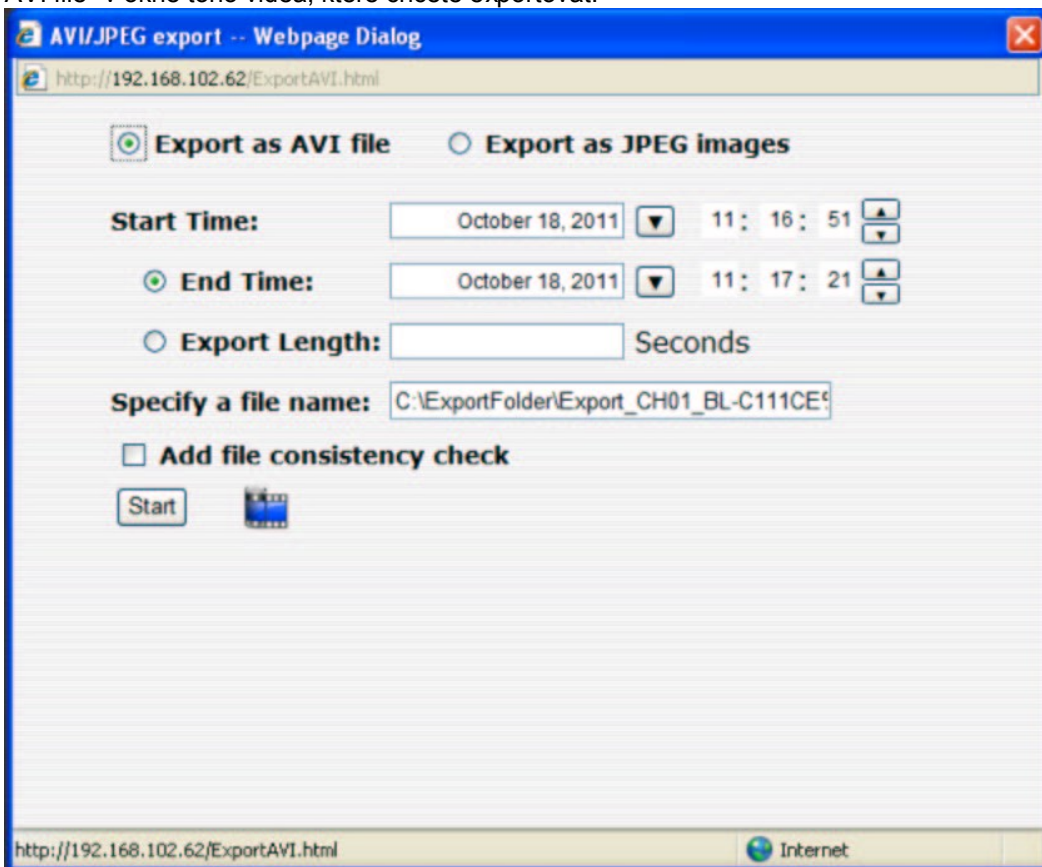 AVI/JPEG export -- Webpage Dialog
http://192.168.102.62/ExportAVI.html
Export as AVI file Export as JPEG images
Start Time: October 18, 2011 11: 16: 51
End Time: October 18, 2011 11: 17: 21
Export Length: Seconds
Specify a file name: C:\ExportFolder\Export_CH01_BL-C111CE
Add file consistency check
Start
http://192.168.102.62/ExportAVI.html Internet